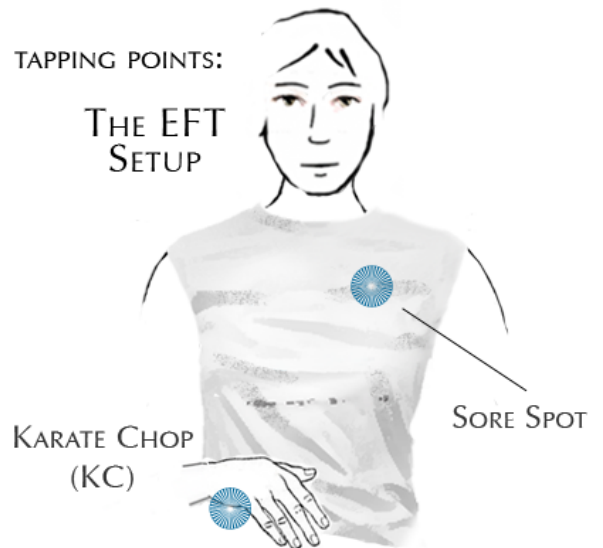 TAPPING POINTS:
THE EFT
SETUP
SORE SPOT
KARATE CHOP
(KC)